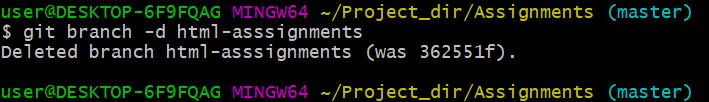 user@DESKTOP-6F9FQAG MINGW64 ~/Project_dir/Assignments (master)
$ git branch -d html-asssignments
Deleted branch html-asssignments (was 362551f).
user@DESKTOP-6F9FQAG MINGW64 ~/Project_dir/Assignments (master)